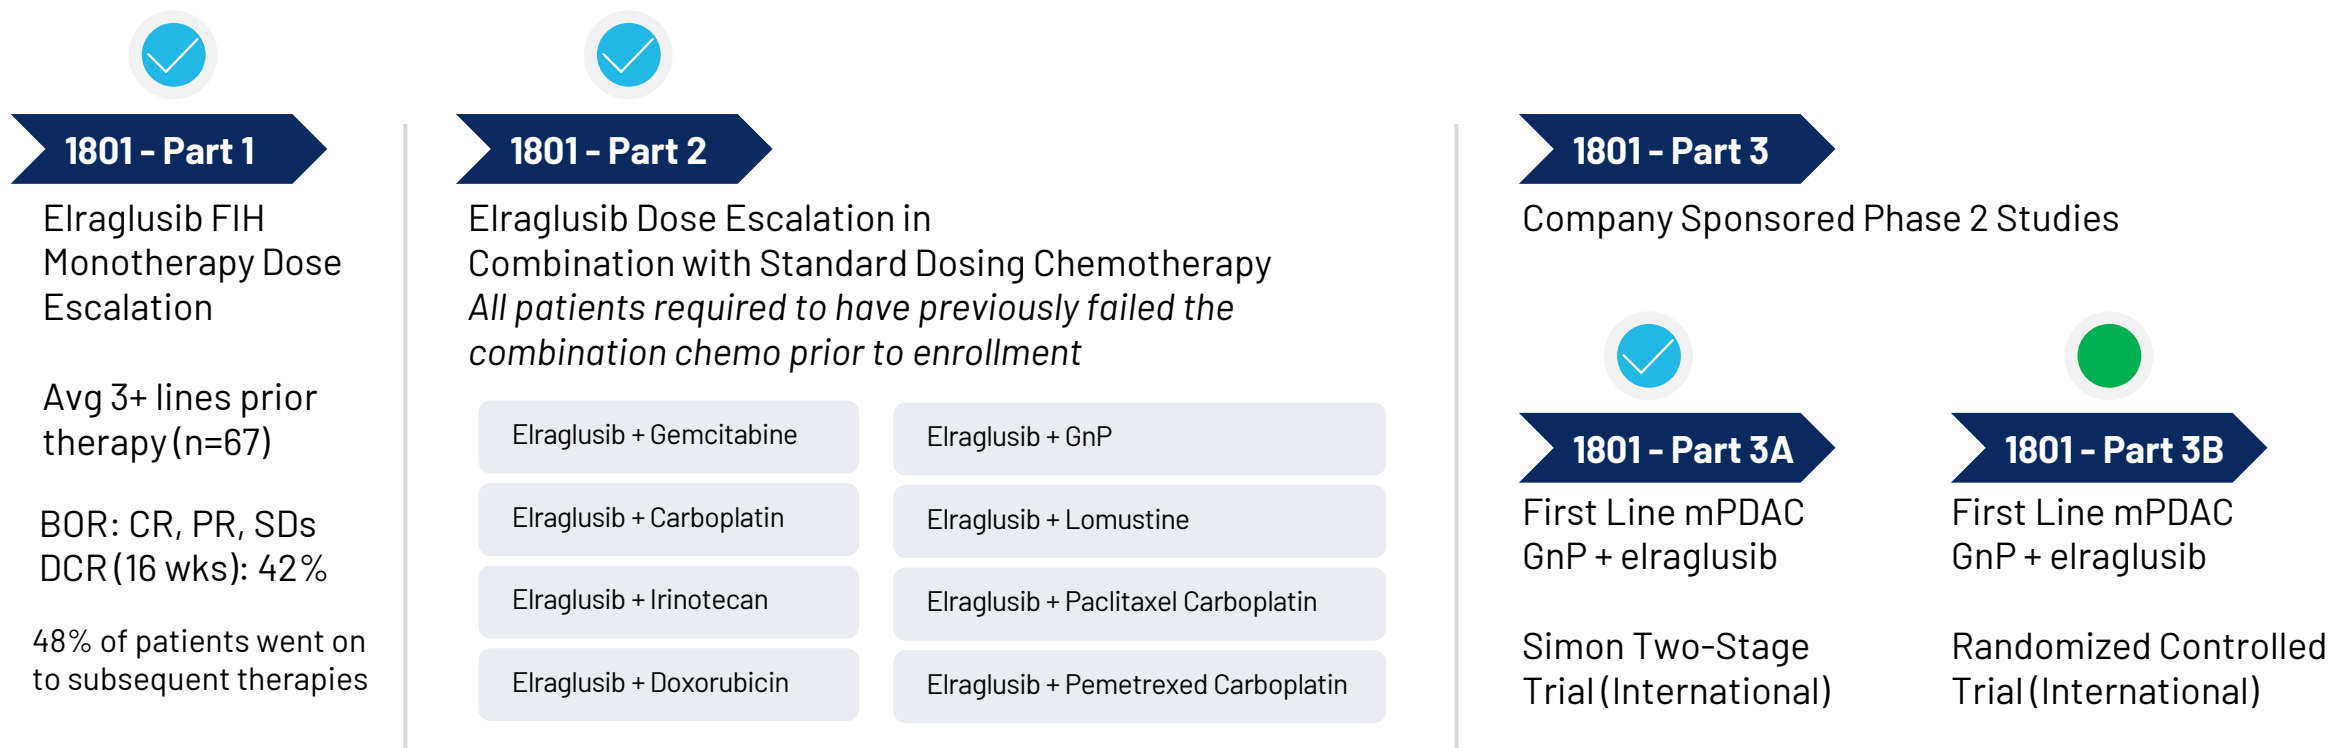 1801 - Part 1
Elraglusib FIH
Monotherapy Dose
Escalation
Avg 3+ lines prior
therapy (n=67)
BOR: CR, PR, SDs
DCR (16 wks): 42%
48% of patients went on
to subsequent therapies
1801 - Part 2
Elraglusib Dose Escalation in
Combination with Standard Dosing Chemotherapy
All patients required to have previously failed the
combination chemo prior to enrollment
Elraglusib + Gemcitabine
Elraglusib + Carboplatin
Elraglusib + Irinotecan
Elraglusib + Doxorubicin
Elraglusib + GnP
Elraglusib + Lomustine
Elraglusib + Paclitaxel Carboplatin
Elraglusib + Pemetrexed Carboplatin
1801 - Part 3
Company Sponsored Phase 2 Studies
1801 - Part 3A
First Line mPDAC
GnP + elraglusib
Simon Two-Stage
Trial (International)
1801 - Part 3B
First Line mPDAC
GnP + elraglusib
Randomized Controlled
Trial (International)